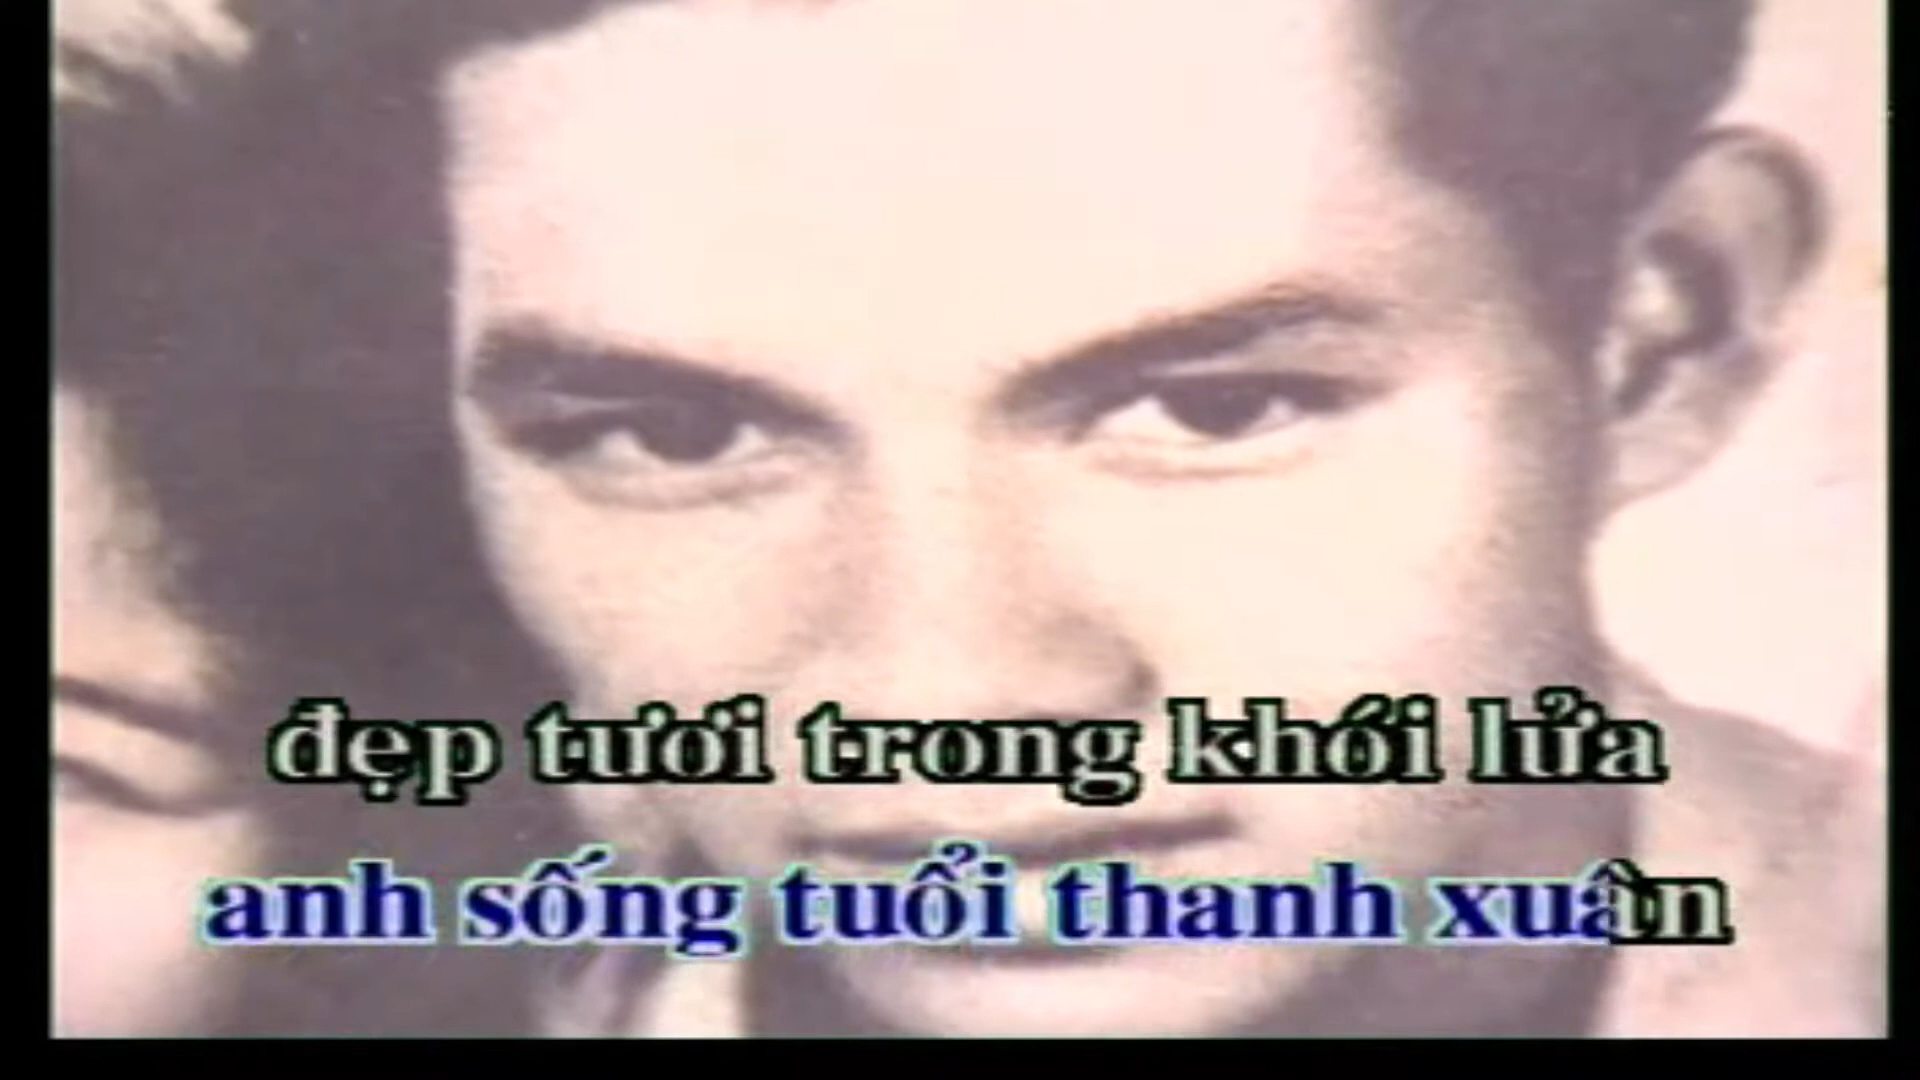 đẹp tươi trong khói lửa
anh sống tuổi thanh xuân